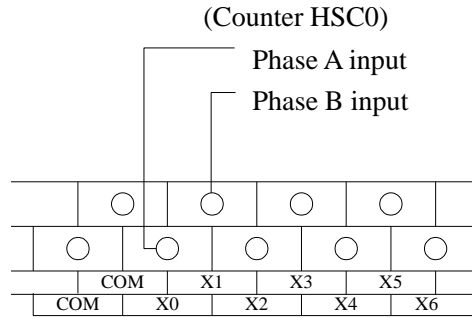 (Counter HSC0)
Phase A input
Phase B input
COM X1 X3 X5
COM X0 X2 X4 X6